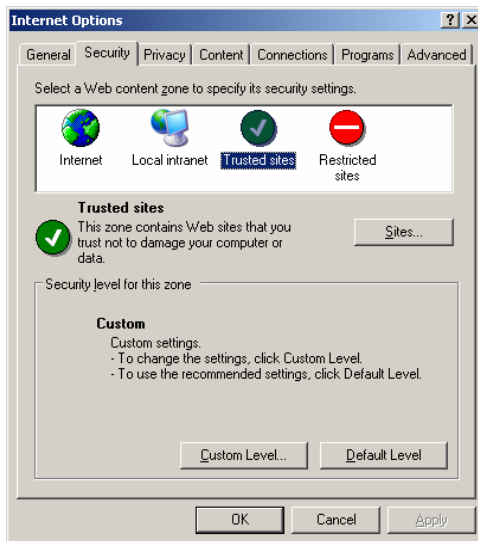 Internet Options
General Security Privacy Content Connections Programs Advanced
Select a Web content zone to specify its security settings.
Internet Local intranet Trusted sites Restricted
sites
Trusted sites
This zone contains Web sites that you
trust not to damage your computer or
data.
Sites...
Security level for this zone
Custom
Custom settings.
- To change the settings, click Custom Level.
- To use the recommended settings, click Default Level.
Custom Level... Default Level
OK Cancel Apply